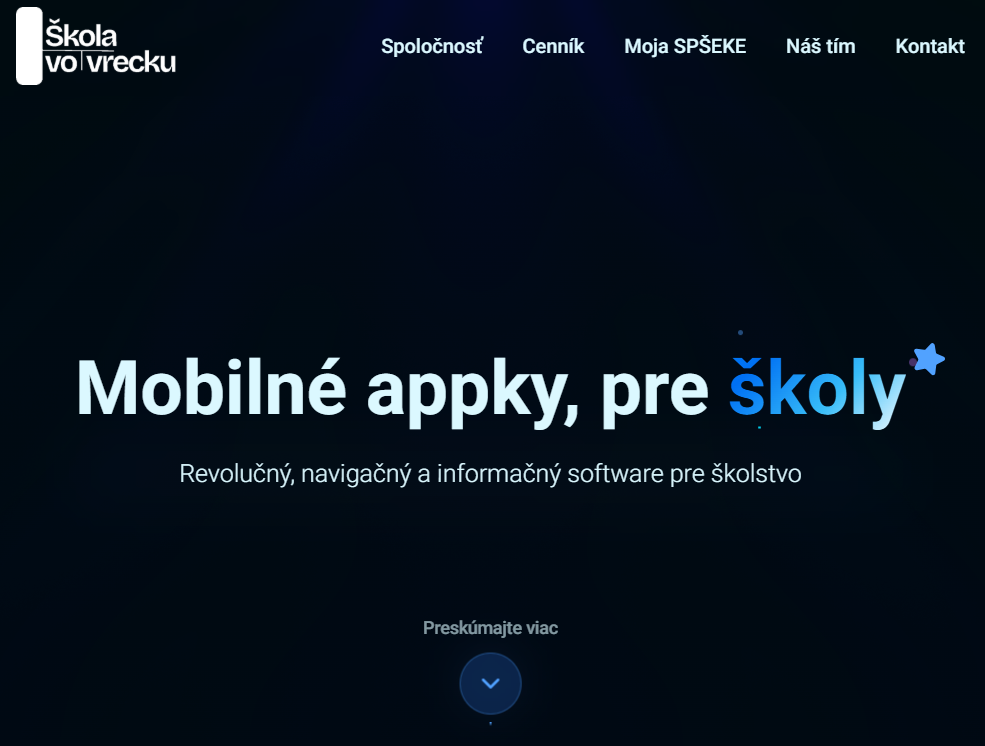 Škola
vo vrecku
Spoločnosť Cenník Moja SPŠEKE Náš tím Kontakt
Mobilné appky, pre školy
Revolučný, navigačný a informačný software pre školstvo
Preskúmajte viac